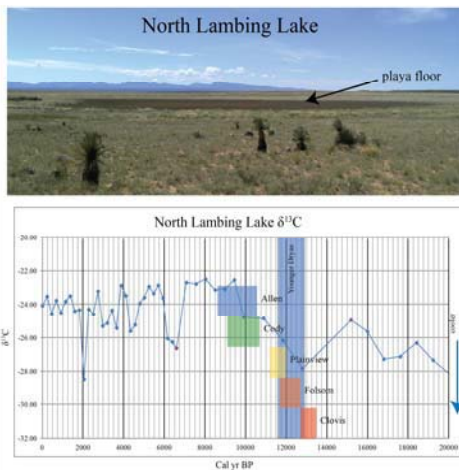 North Lambing Lake
playa floor
North Lambing Lake δ¹³C
20.00
-22.00
-24.00
-26.00
-28.00
-30.00
-32.00
δ¹³C
Younger Dryas
Allen
Cody
Plainview
Folsom
Clovis
0
2000
4000
6000
8000
10000
12000
14000
16000
18000
20000
Cal yr BP